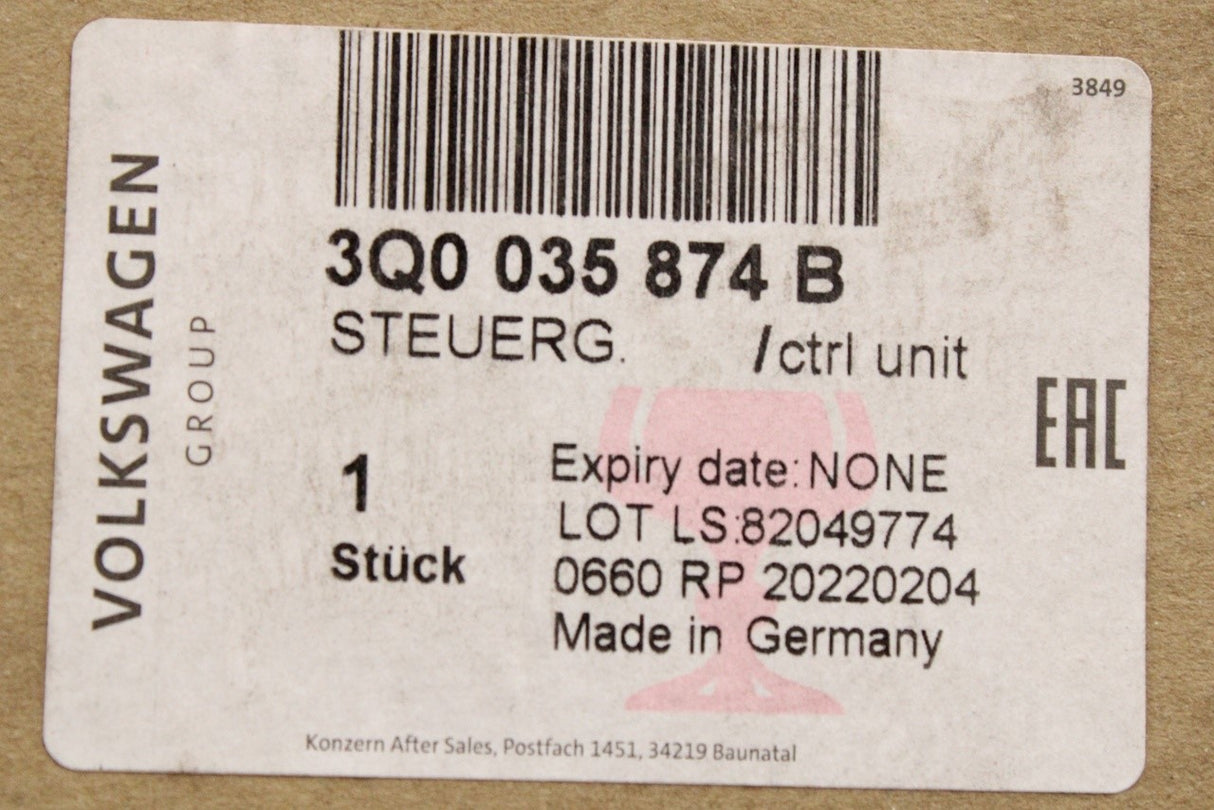 3849
VOLKSWAGEN
GROUP
3Q0 035 874 B
STEUERG. /ctrl unit
EAC
1
Stück
Expiry date: NONE
LOT LS:82049774
0660 RP 20220204
Made in Germany
Konzern After Sales, Postfach 1451, 34219 Baunatal